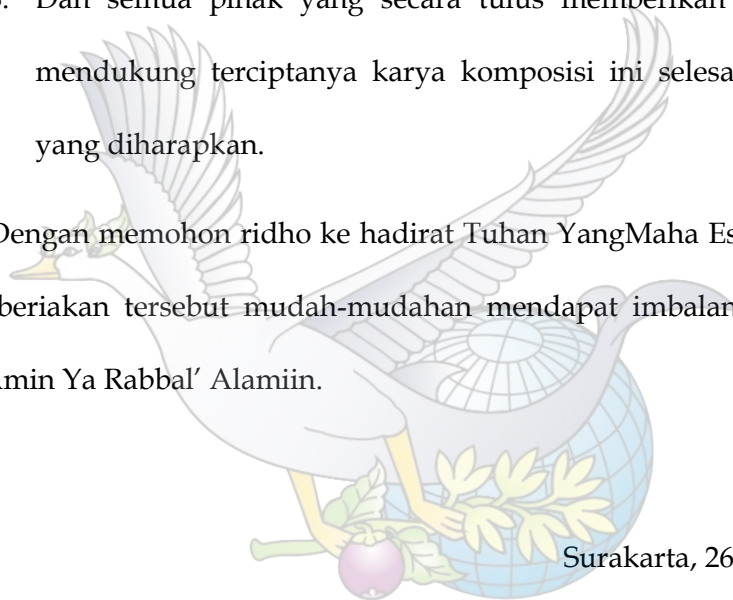 Dan semua pihak yang secara tulus memberikan
mendukung terciptanya karya komposisi ini selesa
yang diharapkan.
Dengan memohon ridho ke hadirat Tuhan YangMaha Es
beriakan tersebut mudah-mudahan mendapat imbalan
Amin Ya Rabbal’ Alamiin.
Surakarta, 26